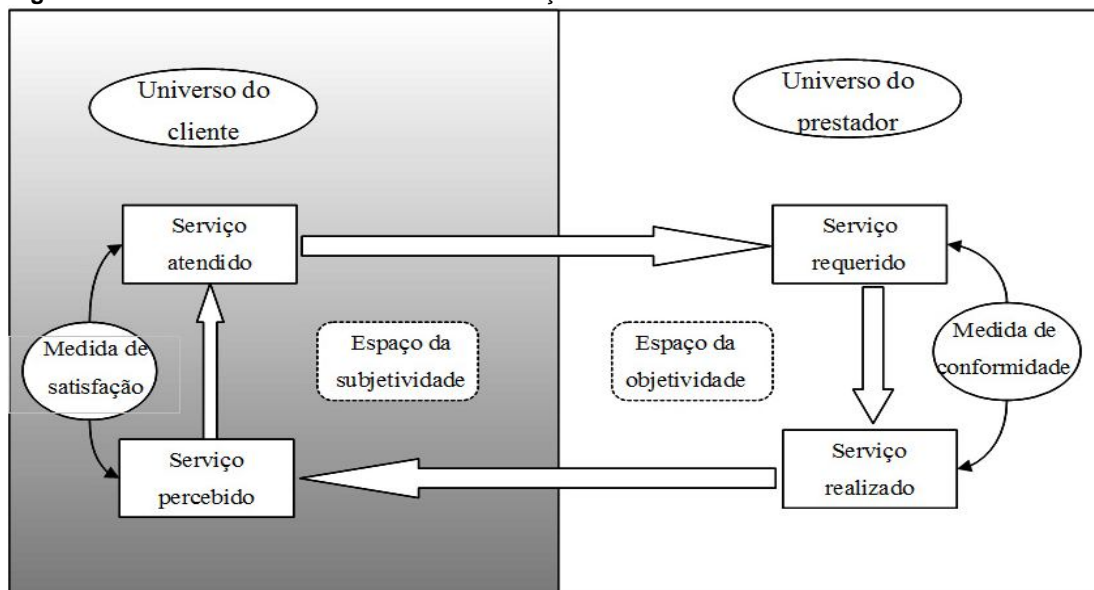 Universo do
cliente
Universo do
prestador
Serviço
atendido
Serviço
requerido
Medida de
satisfação
Espaço da
subjetividade
Espaço da
objetividade
Medida de
conformidade
Serviço
percebido
Serviço
realizado